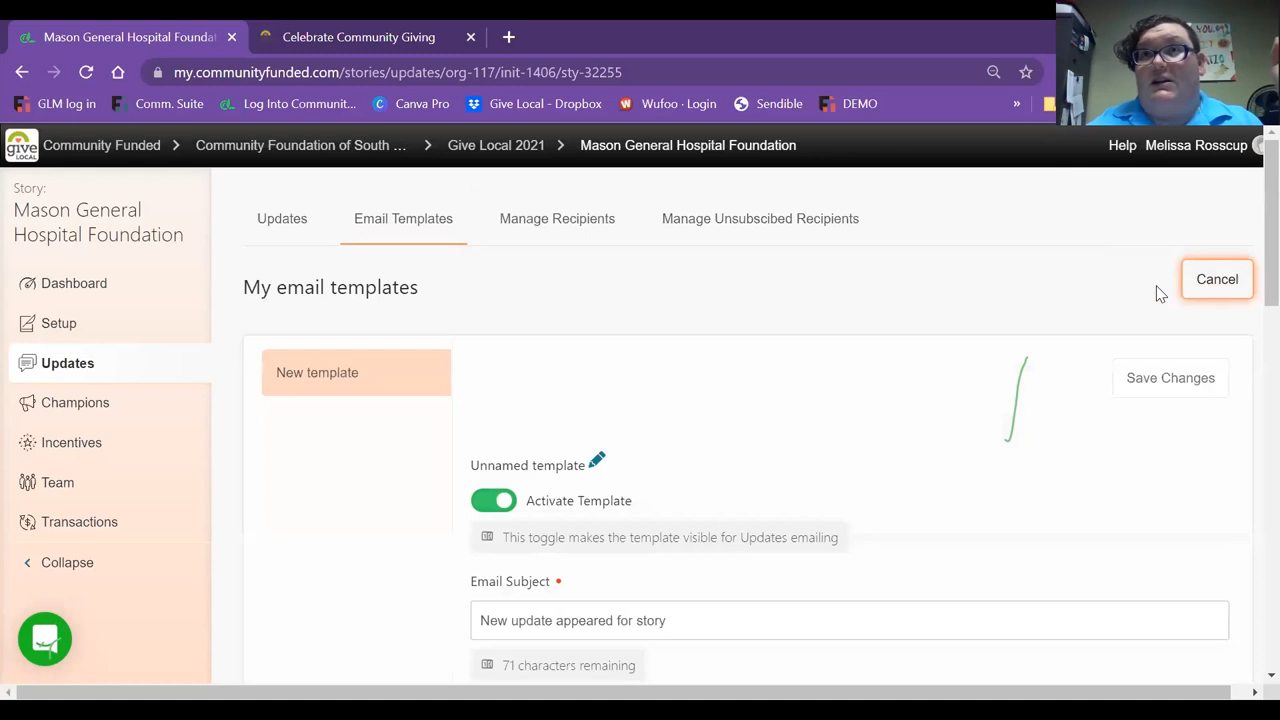 Mason General Hospital Founda
Celebrate Community Giving
my.communityfunded.com/stories/updates/org-117/init-1406/sty-32255
GLM log in
Comm. Suite
Log Into Communit...
Canva Pro
Give Local - Dropbox
Wufoo · Login
Sendible
DEMO
»
give LOCAL
Community Funded
Community Foundation of South ...
Give Local 2021
Mason General Hospital Foundation
Help
Melissa Rosscup
Story:
Mason General
Hospital Foundation
Dashboard
Setup
Updates
Champions
Incentives
Team
Transactions
Collapse
Updates
Email Templates
Manage Recipients
Manage Unsubscibed Recipients
My email templates
Cancel
New template
Save Changes
Unnamed template
Activate Template
This toggle makes the template visible for Updates emailing
Email Subject
New update appeared for story
71 characters remaining